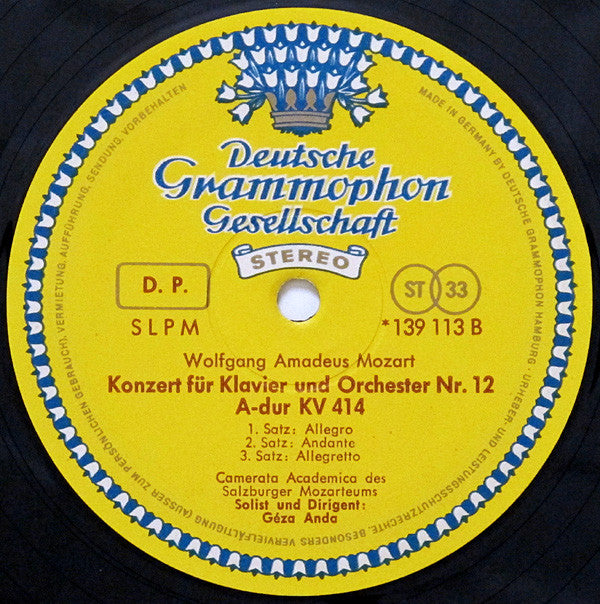 Deutsche
Grammophon
Gesellschaft
STEREO
D. P.
ST 33
SLPM
*139 113 B
Wolfgang Amadeus Mozart
Konzert für Klavier und Orchester Nr. 12
A-dur KV 414
1. Satz: Allegro
2. Satz: Andante
3. Satz: Allegretto
Camerata Academica des
Salzburger Mozarteums
Solist und Dirigent:
Géza Anda
MADE IN GERMANY BY DEUTSCHE GRAMMOPHON HAMBURG · URHEBER- UND LEISTUNGSSCHUTZRECHTE, BESONDERS VERVIELFÄLTIGUNG (AUSSER ZUM PERSÖNLICHEN GEBRAUCH), VERMIETUNG, AUFFÜHRUNG, SENDUNG, VORBEHALTEN